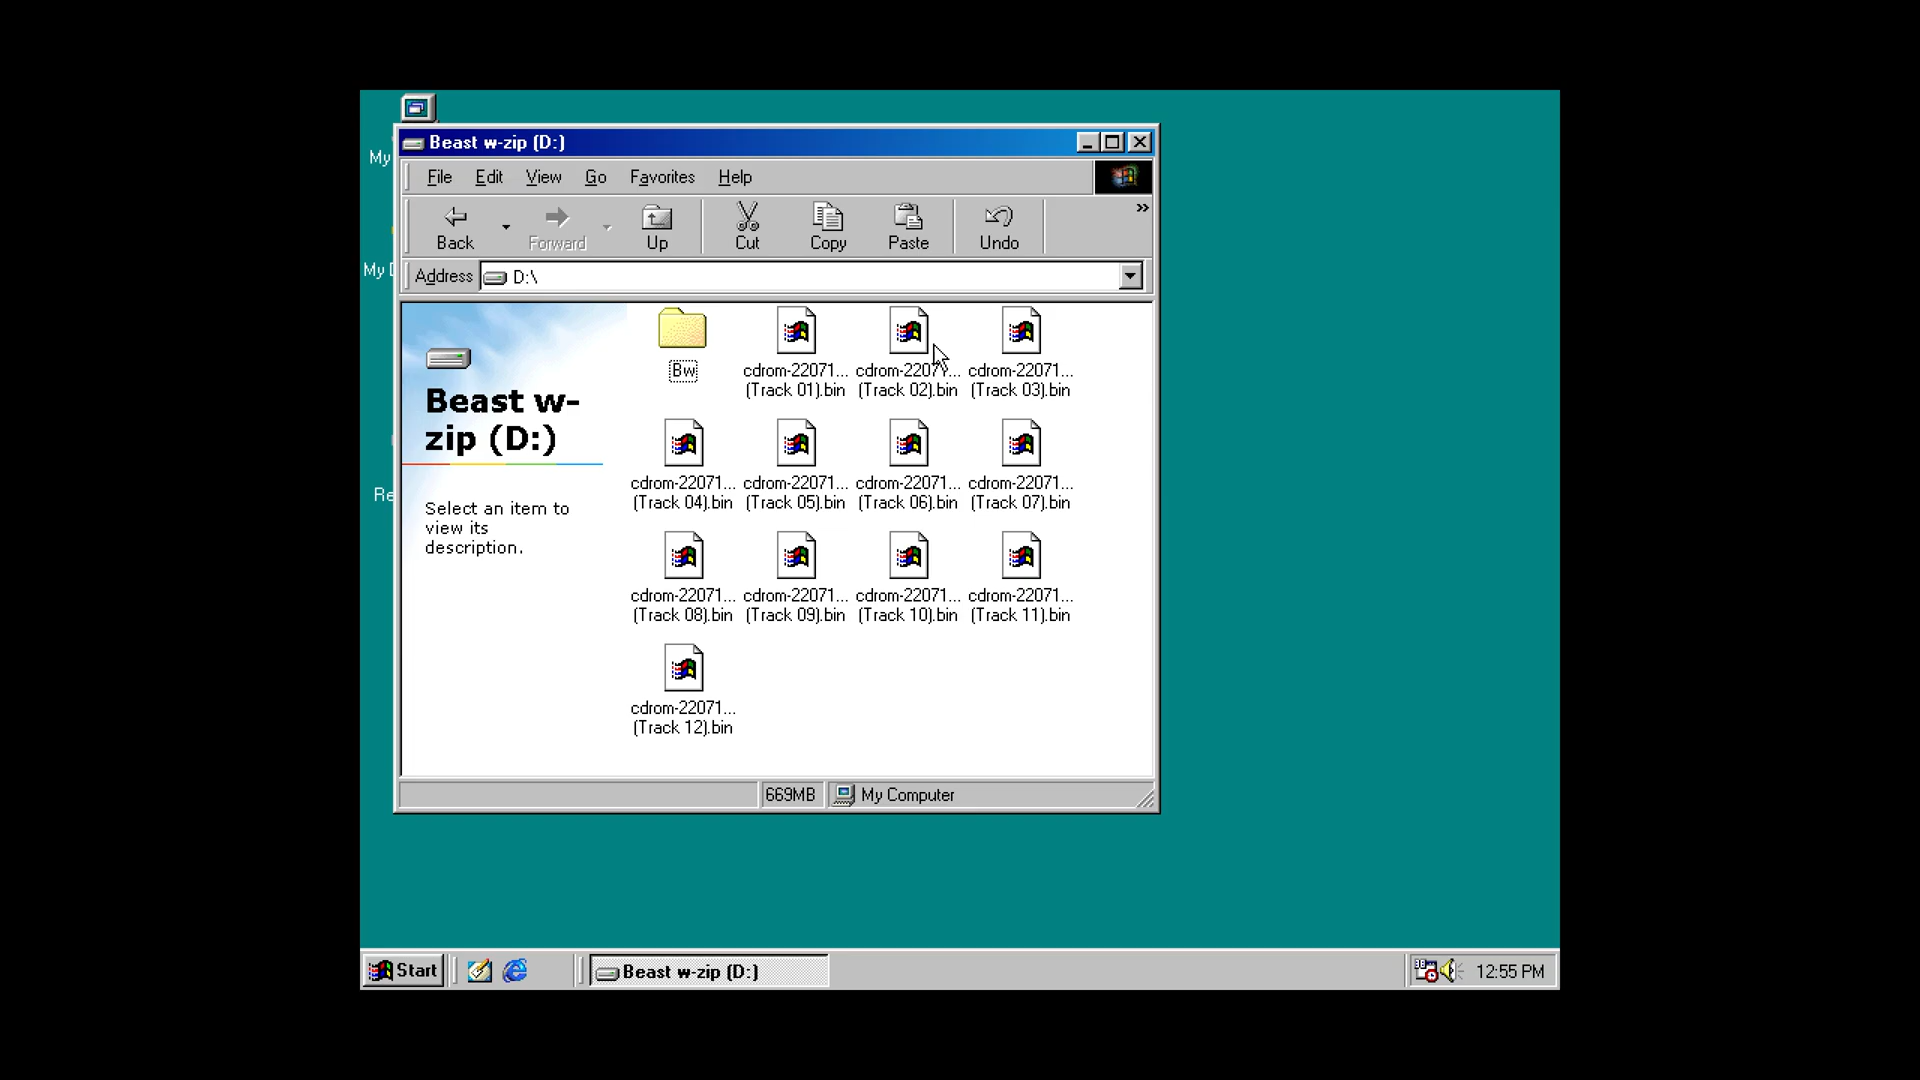 My
Beast w-zip (D:)
File Edit View Go Favorites Help
Back Forward Up Cut Copy Paste Undo »
My D
Address D:\
Bw
cdrom-22071...
(Track 01).bin
cdrom-22071...
(Track 02).bin
cdrom-22071...
(Track 03).bin
Beast w-
zip (D:)
Select an item to
view its
description.
Re
cdrom-22071...
(Track 04).bin
cdrom-22071...
(Track 05).bin
cdrom-22071...
(Track 06).bin
cdrom-22071...
(Track 07).bin
cdrom-22071...
(Track 08).bin
cdrom-22071...
(Track 09).bin
cdrom-22071...
(Track 10).bin
cdrom-22071...
(Track 11).bin
cdrom-22071...
(Track 12).bin
669MB My Computer
Start Beast w-zip (D:) 12:55 PM